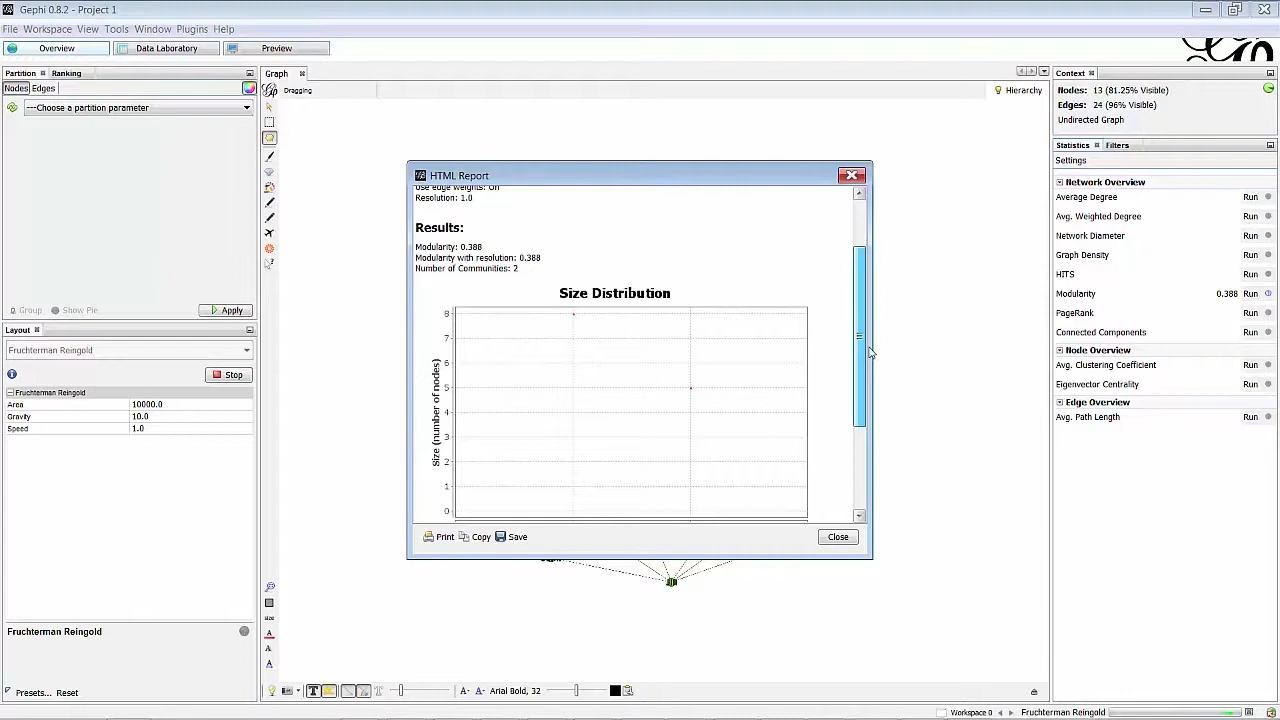 Gephi 0.8.2 - Project 1
File Workspace View Tools Window Plugins Help
Overview Data Laboratory Preview
Partition Ranking
Nodes Edges
---Choose a partition parameter
Group Show Pie Apply
Layout
Fruchterman Reingold
Stop
Fruchterman Reingold
Area 10000.0
Gravity 10.0
Speed 1.0
Fruchterman Reingold
Presets... Reset
Graph
Dragging
Hierarchy
size
HTML Report
Use edge weights: On
Resolution: 1.0
Results:
Modularity: 0.388
Modularity with resolution: 0.388
Number of Communities: 2
Size Distribution
Size (number of nodes)
8
7
6
5
4
3
2
1
0
Print Copy Save Close
A- A- Arial Bold, 32
Context
Nodes: 13 (81.25% Visible)
Edges: 24 (96% Visible)
Undirected Graph
Statistics Filters
Settings
Network Overview
Average Degree Run
Avg. Weighted Degree Run
Network Diameter Run
Graph Density Run
HITS Run
Modularity 0.388 Run
PageRank Run
Connected Components Run
Node Overview
Avg. Clustering Coefficient Run
Eigenvector Centrality Run
Edge Overview
Avg. Path Length Run
Workspace 0 Fruchterman Reingold